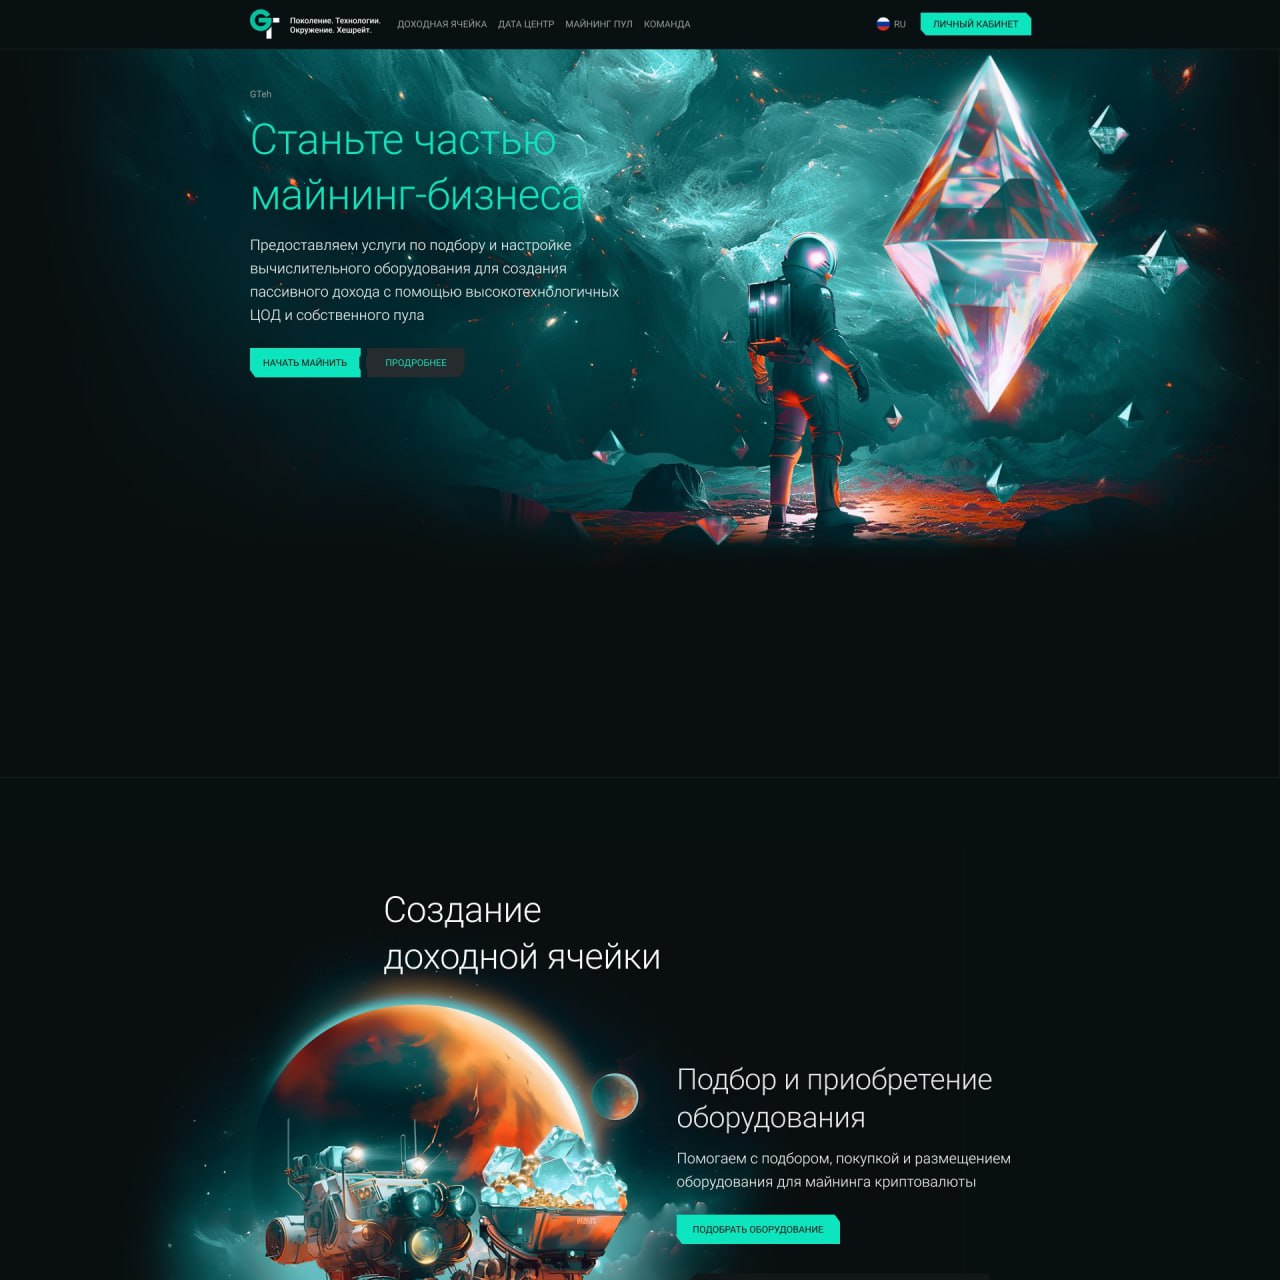 GT
Поколение. Технологии.
Окружение. Хешрейт.
ДОХОДНАЯ ЯЧЕЙКА ДАТА ЦЕНТР МАЙНИНГ ПУЛ КОМАНДА
RU
ЛИЧНЫЙ КАБИНЕТ
GTeh
Станьте частью
майнинг-бизнеса
Предоставляем услуги по подбору и настройке
вычислительного оборудования для создания
пассивного дохода с помощью высокотехнологичных
ЦОД и собственного пула
НАЧАТЬ МАЙНИТЬ
ПРОДРОБНЕЕ
Создание
доходной ячейки
Подбор и приобретение
оборудования
Помогаем с подбором, покупкой и размещением
оборудования для майнинга криптовалюты
ПОДОБРАТЬ ОБОРУДОВАНИЕ